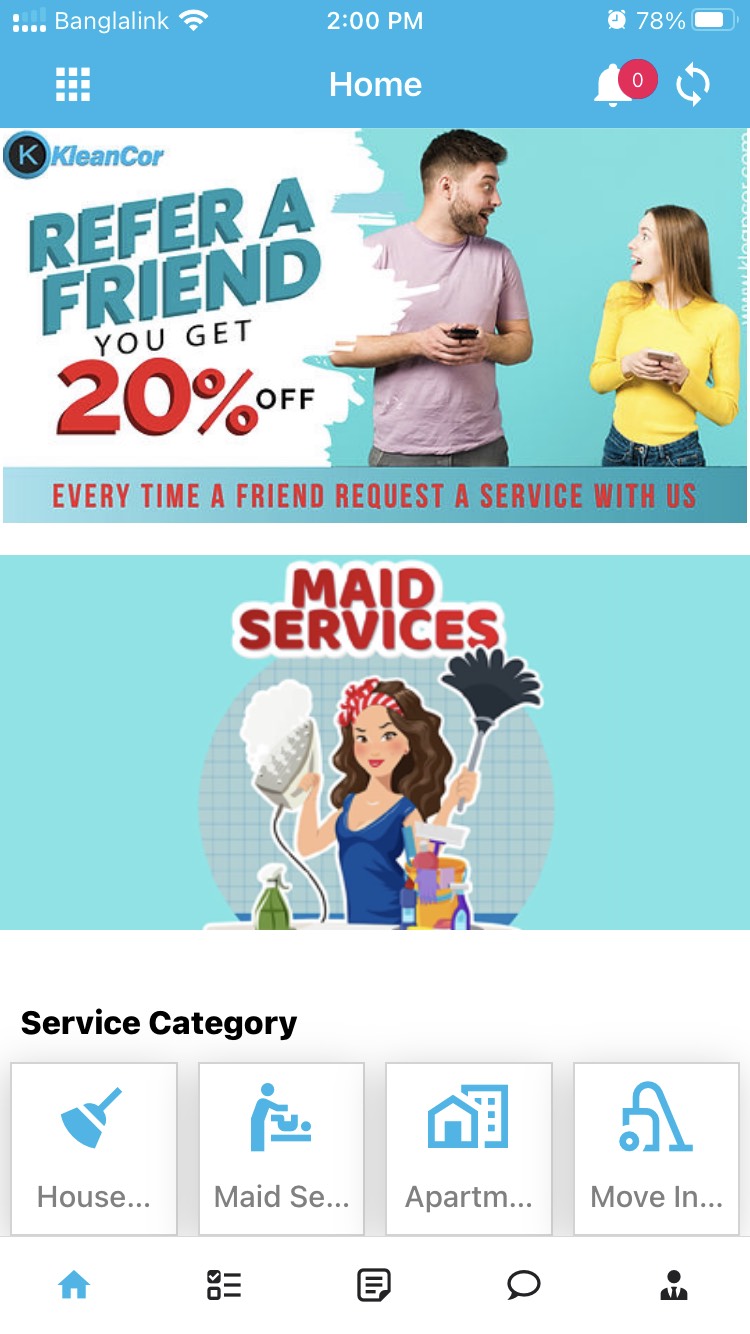 Banglalink 2:00 PM 78%
Home 0
K KleanCor
REFER A
FRIEND
YOU GET
20% OFF
EVERY TIME A FRIEND REQUEST A SERVICE WITH US
MAID
SERVICES
Service Category
House... Maid Se... Apartm... Move In...